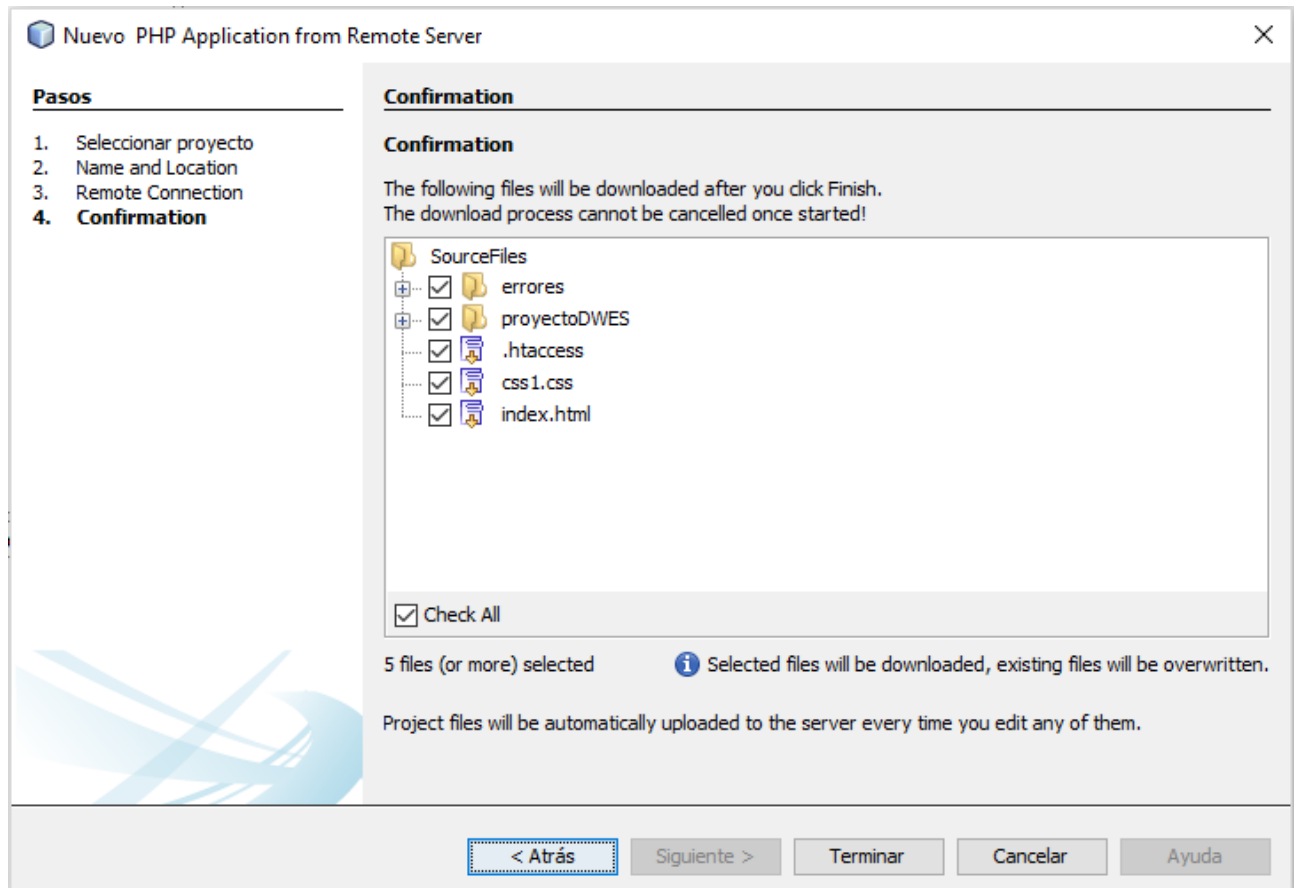 Nuevo PHP Application from Remote Server
Pasos
1. Seleccionar proyecto
2. Name and Location
3. Remote Connection
4. Confirmation
Confirmation
Confirmation
The following files will be downloaded after you click Finish.
The download process cannot be cancelled once started!
SourceFiles
errores
proyectoDWES
.htaccess
css1.css
index.html
Check All
5 files (or more) selected
Selected files will be downloaded, existing files will be overwritten.
Project files will be automatically uploaded to the server every time you edit any of them.
< Atrás
Siguiente >
Terminar
Cancelar
Ayuda